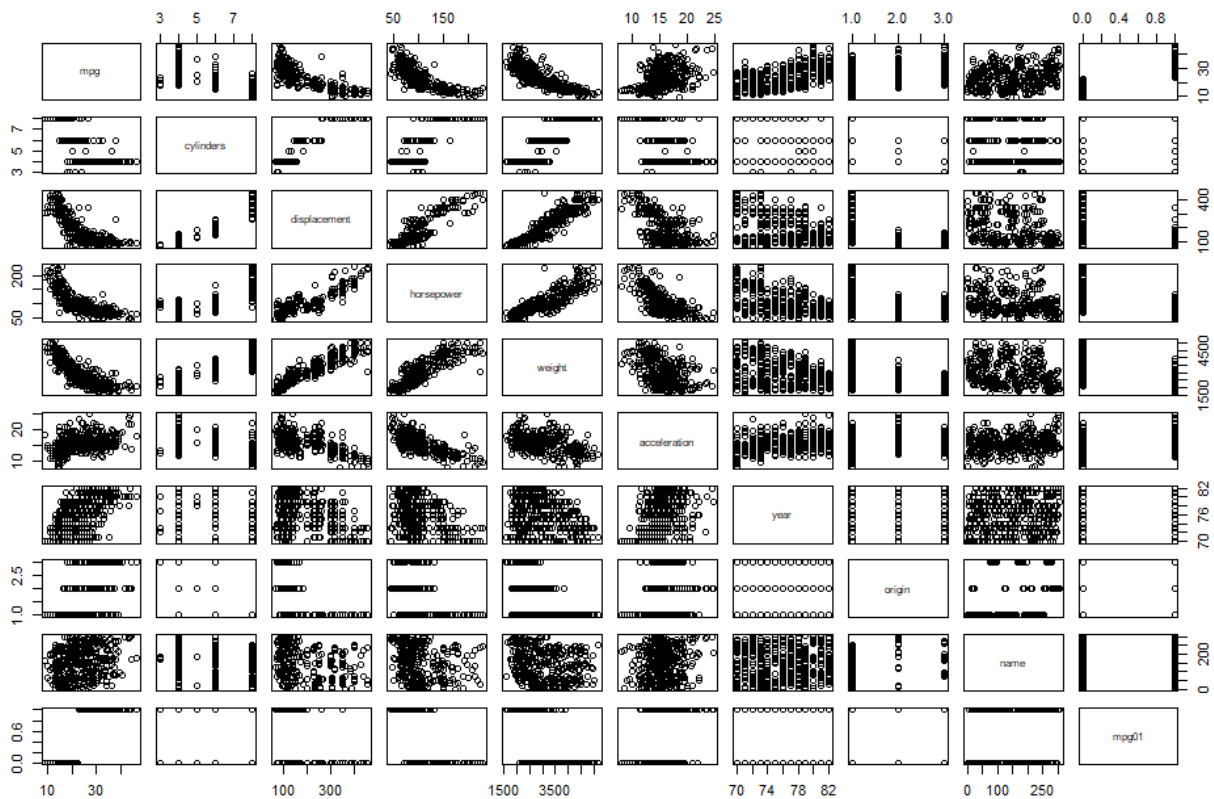 3 5 7 50 150 10 15 20 25 1.0 2.0 3.0 0.0 0.4 0.8
mpg
10 30
3 5 7
cylinders
displacement
100 400
50 200
horsepower
weight
1500 4500
10 20
acceleration
year
70 76 82
1.0 2.5
origin
name
0 200
0.0 0.6
mpg01
10 30 100 300 1500 3500 70 74 78 82 0 100 250